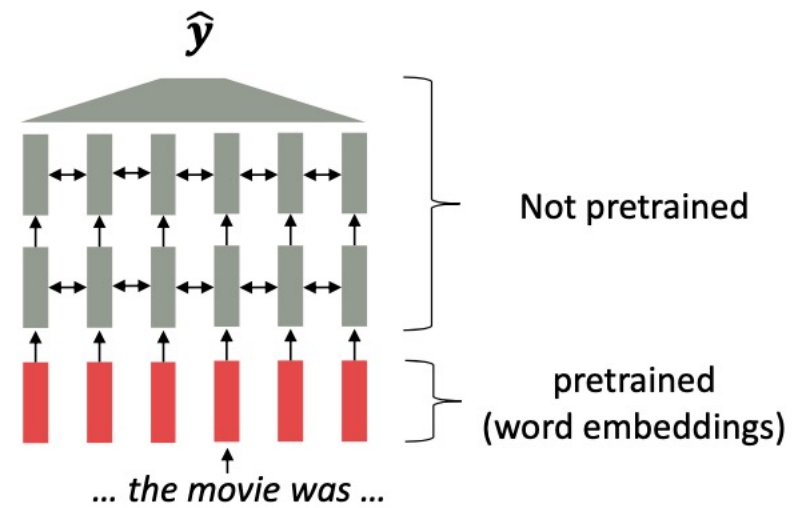 ŷ
Not pretrained
pretrained
(word embeddings)
... the movie was ...